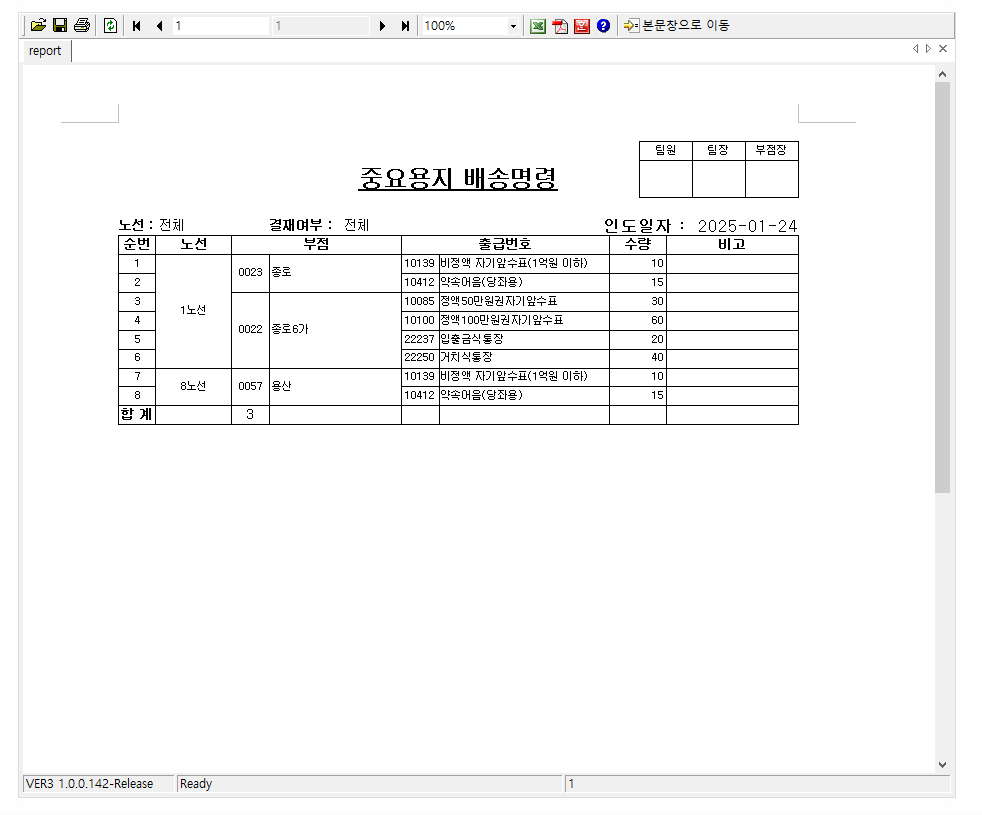 1 1 100% 본문창으로 이동
report
팀원 팀장 부점장
중요용지 배송명령
노선 : 전체 결재여부 : 전체 인도일자 : 2025-01-24
순번 노선 부점 출급번호 수량 비고
1 1노선 0023 종로 10139 비정액 자기앞수표(1억원 이하) 10
2 10412 약속어음(당좌용) 15
3 0022 종로6가 10085 정액50만원권자기앞수표 30
4 10100 정액100만원권자기앞수표 60
5 22237 입출금식통장 20
6 22250 거치식통장 40
7 8노선 0057 용산 10139 비정액 자기앞수표(1억원 이하) 10
8 10412 약속어음(당좌용) 15
합 계 3
VER3 1.0.0.142-Release Ready 1